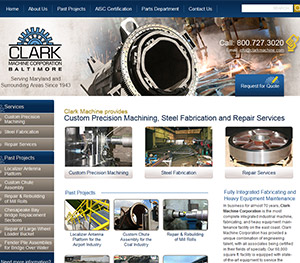 Home About Us Past Projects AISC Certification Parts Department Contact Us
CLARK
MACHINE CORPORATION
BALTIMORE
Serving Maryland and
Surrounding Areas Since 1943
Call: 800.727.3020
info@clarkmachine.com
Request for Quote
Services
Custom Precision
Machining
Steel Fabrication
Repair Services
Past Projects
Localizer Antenna
Platform
Custom Chute
Assembly
Repair & Rebuilding
of Mill Rolls
Chesapeake Bay
Bridge Replacement
Sections
Repair of Large Wheel
Loader Bucket
Fender Pile Assemblies
for Bridge Over Water
Need more information?
Clark Machine provides
Custom Precision Machining, Steel Fabrication and Repair Services
Custom Precision Machining
Steel Fabrication
Repair Services
Past Projects
Localizer Antenna
Platform for the
Airport Industry
Custom Chute
Assembly for the
Coal Industry
Repair & Rebuilding
of Mill Rolls
Fully Integrated Fabricating and
Heavy Equipment Maintenance
In business for almost 70 years, Clark
Machine Corporation is the most
complete integrated industrial machine,
fabricating, and heavy equipment main-
tenance facility on the east coast. Clark
Machine Corporation has provided a
unique combination of engineering
talent, with all associates being certified
in their fields of specialty. Our 68,000
square ft facility is equipped with state-
of-the-art equipment to exceed the